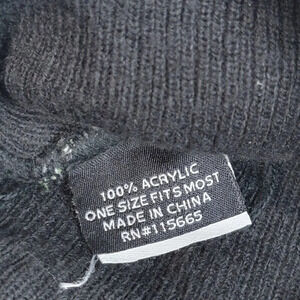 100% ACRYLIC
ONE SIZE FITS MOST
MADE IN CHINA
RN#115665